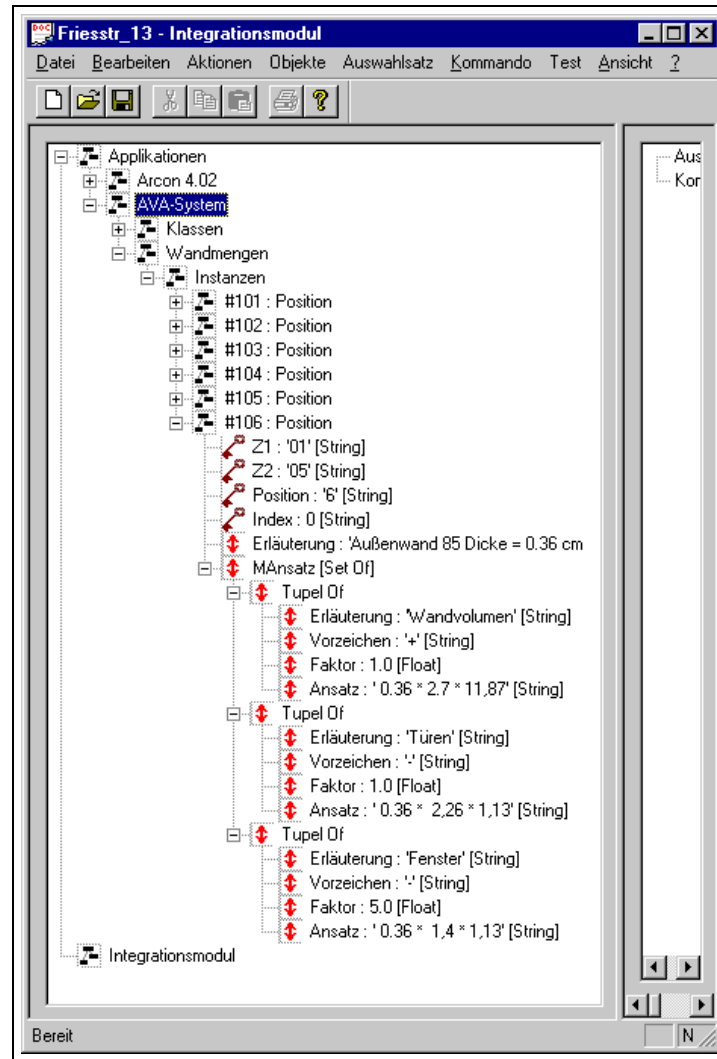 Friesstr_13 - Integrationsmodul
Datei Bearbeiten Aktionen Objekte Auswahlsatz Kommando Test Ansicht ?
Applikationen
Arcon 4.02
AVA-System
Klassen
Wandmengen
Instanzen
#101 : Position
#102 : Position
#103 : Position
#104 : Position
#105 : Position
#106 : Position
Z1 : '01' [String]
Z2 : '05' [String]
Position : '6' [String]
Index : 0 [String]
Erläuterung : 'Außenwand 85 Dicke = 0.36 cm
MAnsatz [Set Of]
Tupel Of
Erläuterung : 'Wandvolumen' [String]
Vorzeichen : '+' [String]
Faktor : 1.0 [Float]
Ansatz : ' 0.36 * 2.7 * 11,87' [String]
Tupel Of
Erläuterung : 'Türen' [String]
Vorzeichen : '-' [String]
Faktor : 1.0 [Float]
Ansatz : ' 0.36 *  2,26 * 1,13' [String]
Tupel Of
Erläuterung : 'Fenster' [String]
Vorzeichen : '-' [String]
Faktor : 5.0 [Float]
Ansatz : ' 0.36 *  1,4 * 1,13' [String]
Integrationsmodul
Aus
Kor
Bereit
N